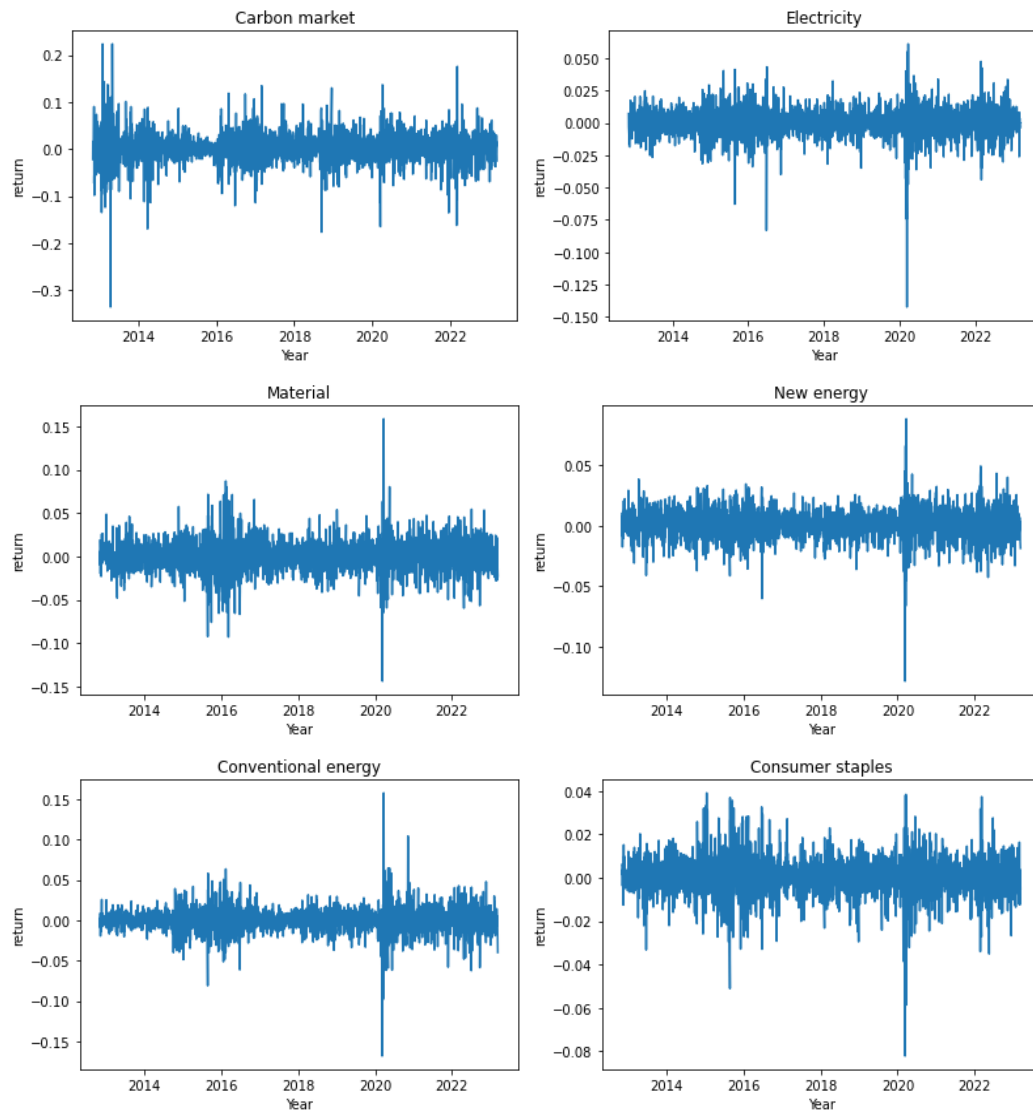 Carbon market
0.2
0.1
0.0
−0.1
−0.2
−0.3
return
2014 2016 2018 2020 2022
Year
Electricity
0.050
0.025
0.000
−0.025
−0.050
−0.075
−0.100
−0.125
−0.150
return
2014 2016 2018 2020 2022
Year
Material
0.15
0.10
0.05
0.00
−0.05
−0.10
−0.15
return
2014 2016 2018 2020 2022
Year
New energy
0.05
0.00
−0.05
−0.10
return
2014 2016 2018 2020 2022
Year
Conventional energy
0.15
0.10
0.05
0.00
−0.05
−0.10
−0.15
return
2014 2016 2018 2020 2022
Year
Consumer staples
0.04
0.02
0.00
−0.02
−0.04
−0.06
−0.08
return
2014 2016 2018 2020 2022
Year